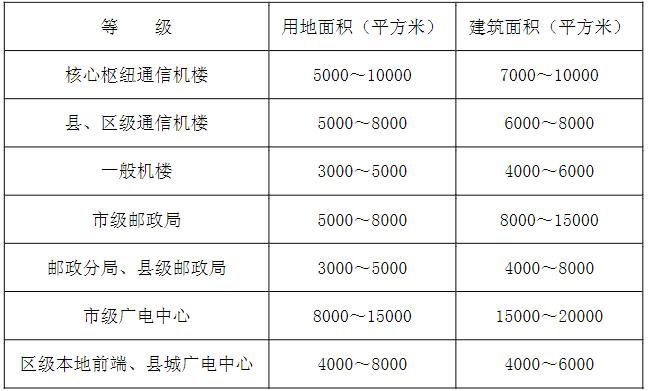 等　级　用地面积（平方米）　建筑面积（平方米）
核心枢纽通信机楼　5000～10000　7000～10000
县、区级通信机楼　5000～8000　6000～8000
一般机楼　3000～5000　4000～6000
市级邮政局　5000～8000　8000～15000
邮政分局、县级邮政局　3000～5000　4000～8000
市级广电中心　8000～15000　15000～20000
区级本地前端、县城广电中心　4000～8000　4000～6000